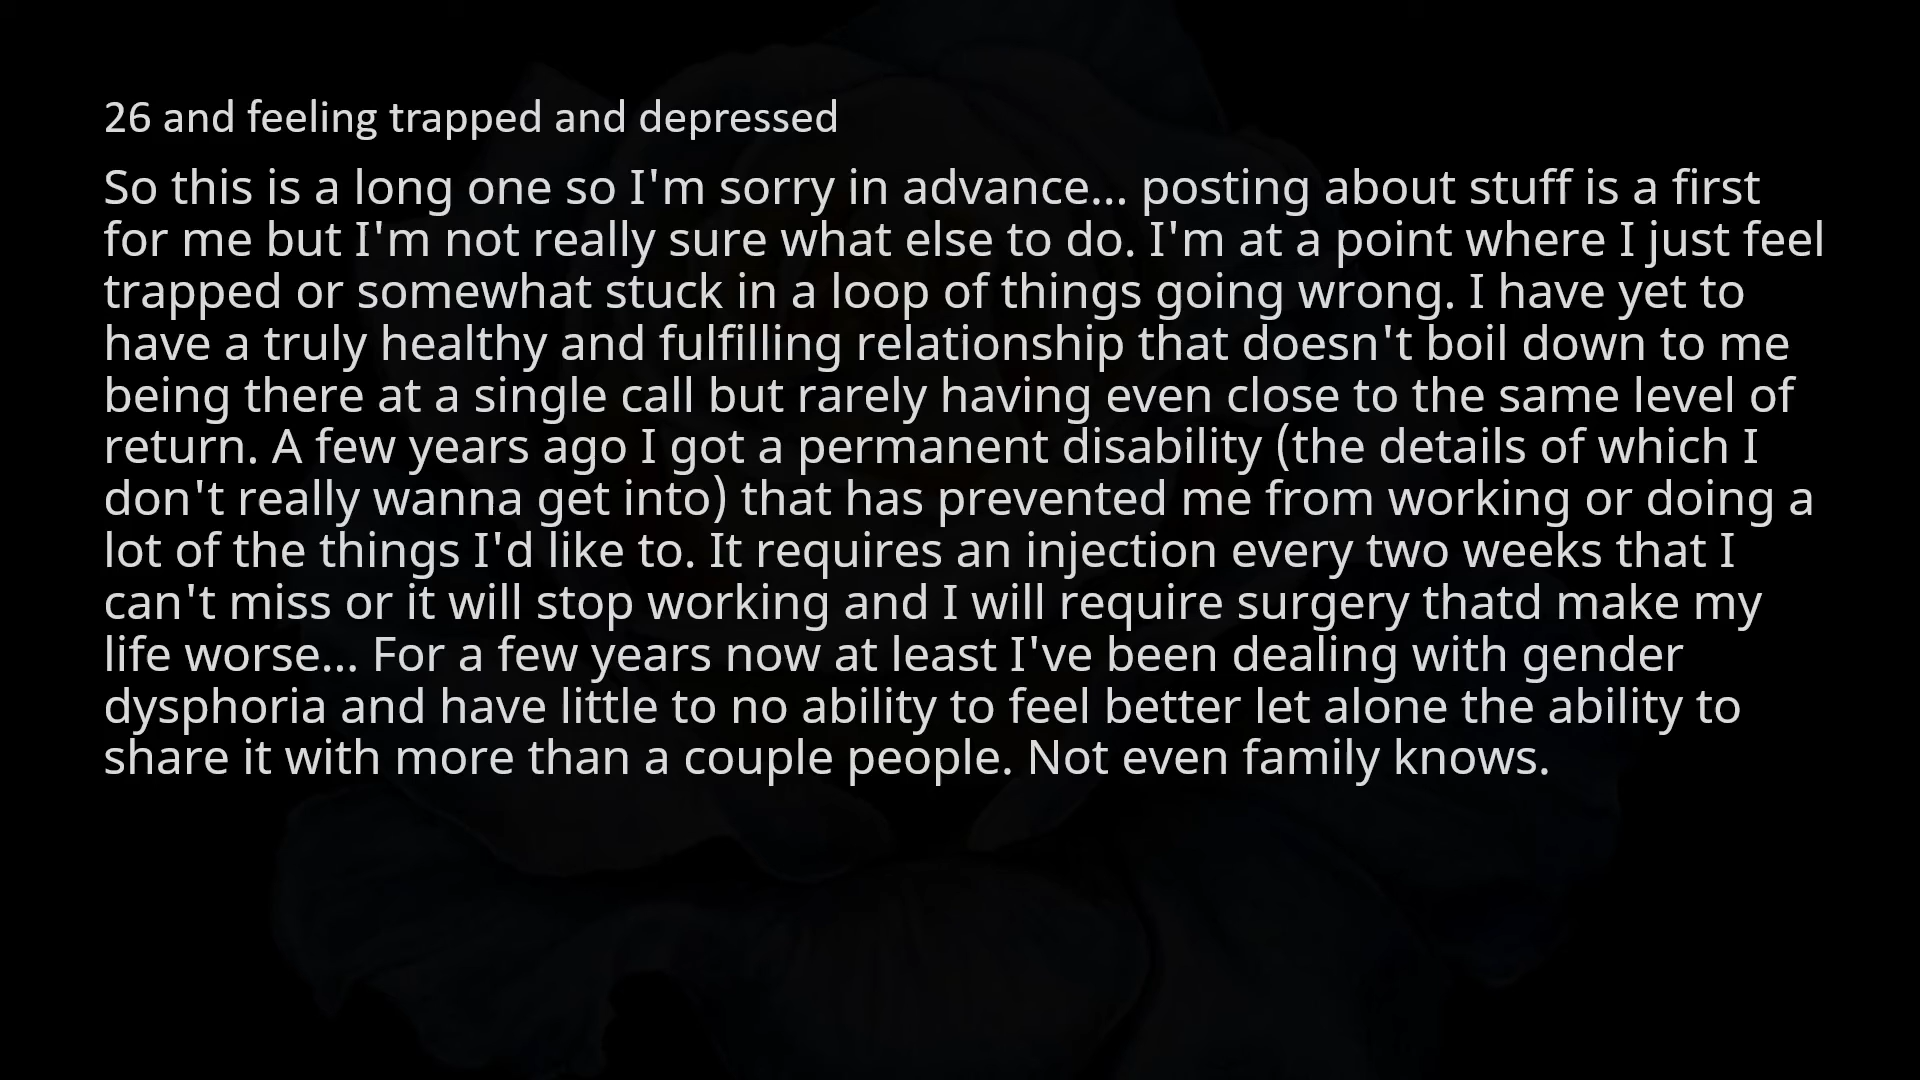 26 and feeling trapped and depressed
So this is a long one so I'm sorry in advance... posting about stuff is a first
for me but I'm not really sure what else to do. I'm at a point where I just feel
trapped or somewhat stuck in a loop of things going wrong. I have yet to
have a truly healthy and fulfilling relationship that doesn't boil down to me
being there at a single call but rarely having even close to the same level of
return. A few years ago I got a permanent disability (the details of which I
don't really wanna get into) that has prevented me from working or doing a
lot of the things I'd like to. It requires an injection every two weeks that I
can't miss or it will stop working and I will require surgery thatd make my
life worse... For a few years now at least I've been dealing with gender
dysphoria and have little to no ability to feel better let alone the ability to
share it with more than a couple people. Not even family knows.